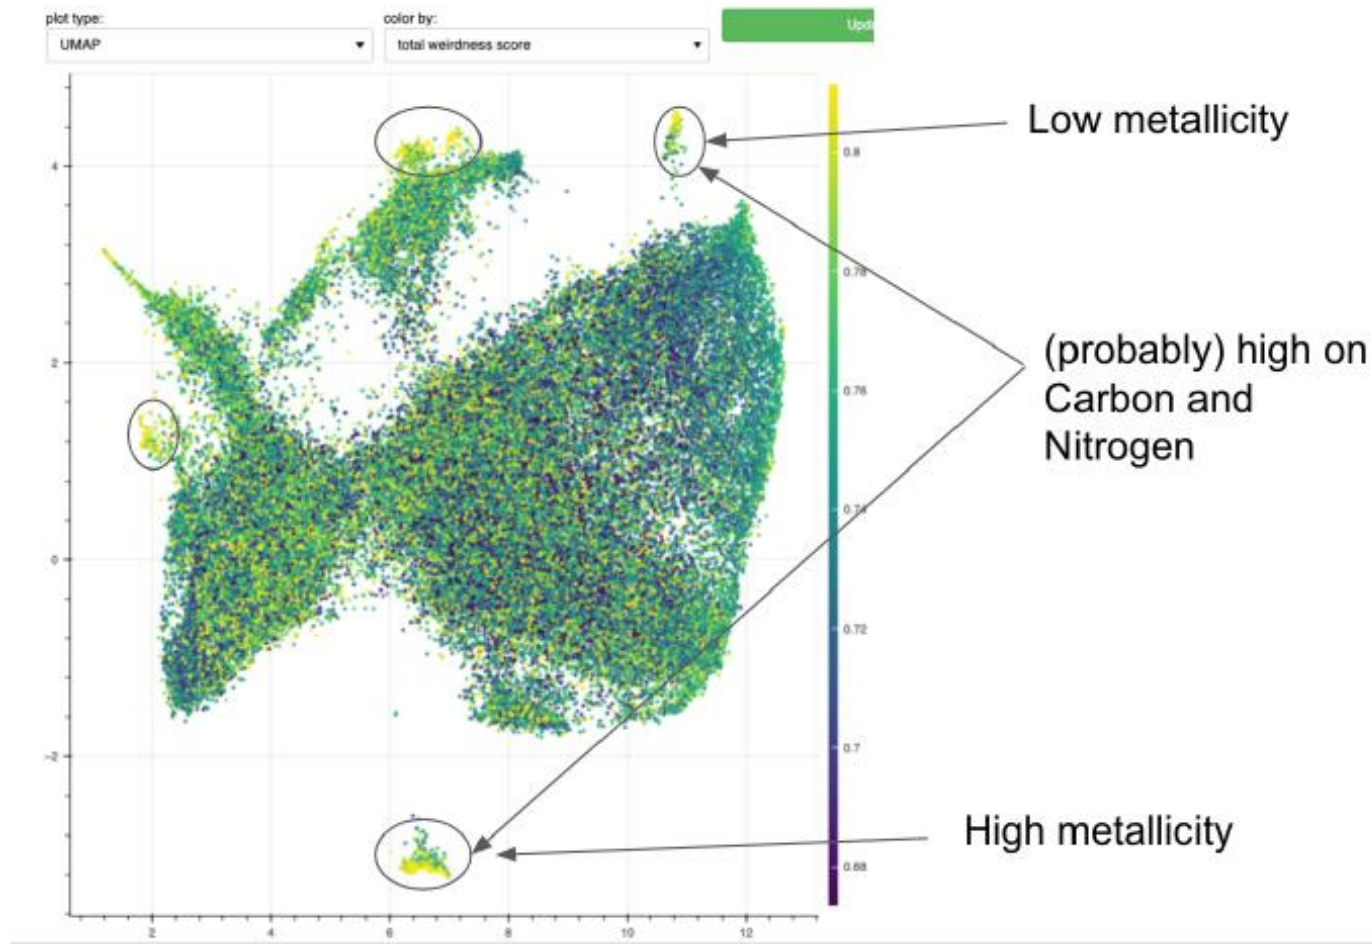 plot type:
color by:
UMAP
total weirdness score
4
2
0
-2
2
4
6
8
10
12
0.8
0.78
0.76
0.74
0.72
0.7
0.68
Low metallicity
(probably) high on
Carbon and
Nitrogen
High metallicity